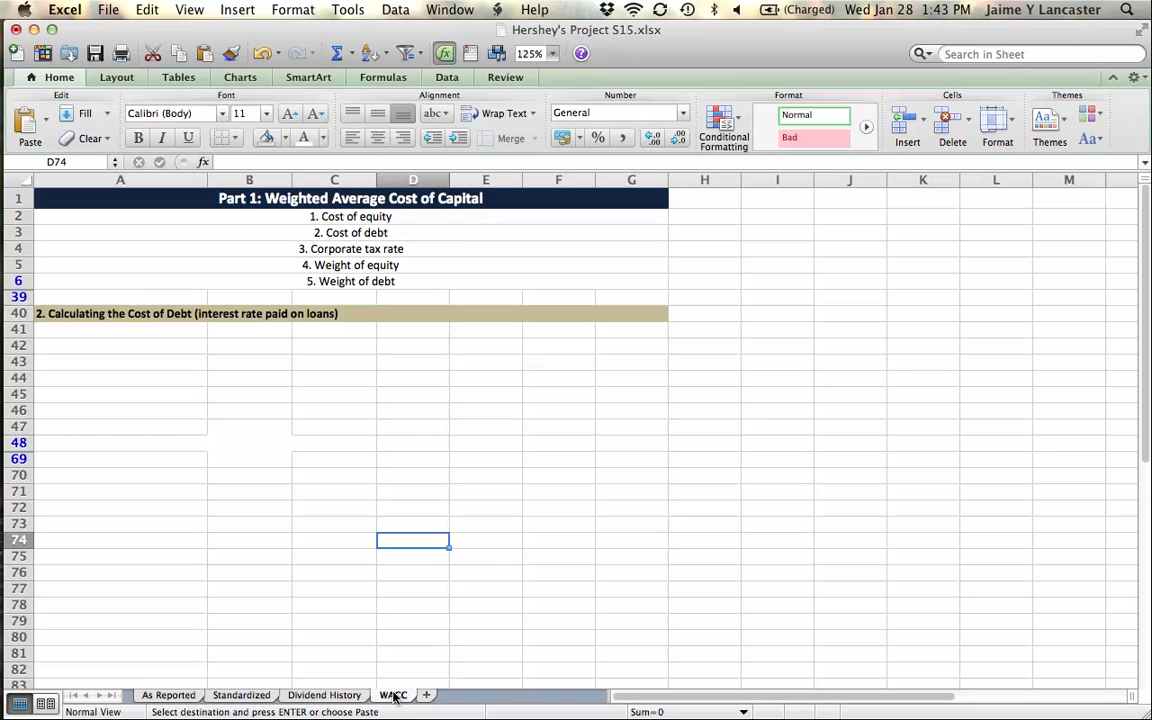 Excel File Edit View Insert Format Tools Data Window Help (Charged) Wed Jan 28 1:43 PM Jaime Y Lancaster
Hershey's Project S15.xlsx
125% Search in Sheet
Home Layout Tables Charts SmartArt Formulas Data Review
Edit Font Alignment Number Format Cells Themes
Fill Calibri (Body) 11 A A abc Wrap Text General Normal
Paste Clear B I U A Merge % , .0 .00 .00 .0 Conditional Formatting Bad Insert Delete Format Themes Aa
D74 fx
A B C D E F G H I J K L M
1 Part 1: Weighted Average Cost of Capital
2 1. Cost of equity
3 2. Cost of debt
4 3. Corporate tax rate
5 4. Weight of equity
6 5. Weight of debt
39
40 2. Calculating the Cost of Debt (interest rate paid on loans)
41
42
43
44
45
46
47
48
69
70
71
72
73
74
75
76
77
78
79
80
81
82
83
As Reported Standardized Dividend History WACC +
Normal View Select destination and press ENTER or choose Paste Sum=0